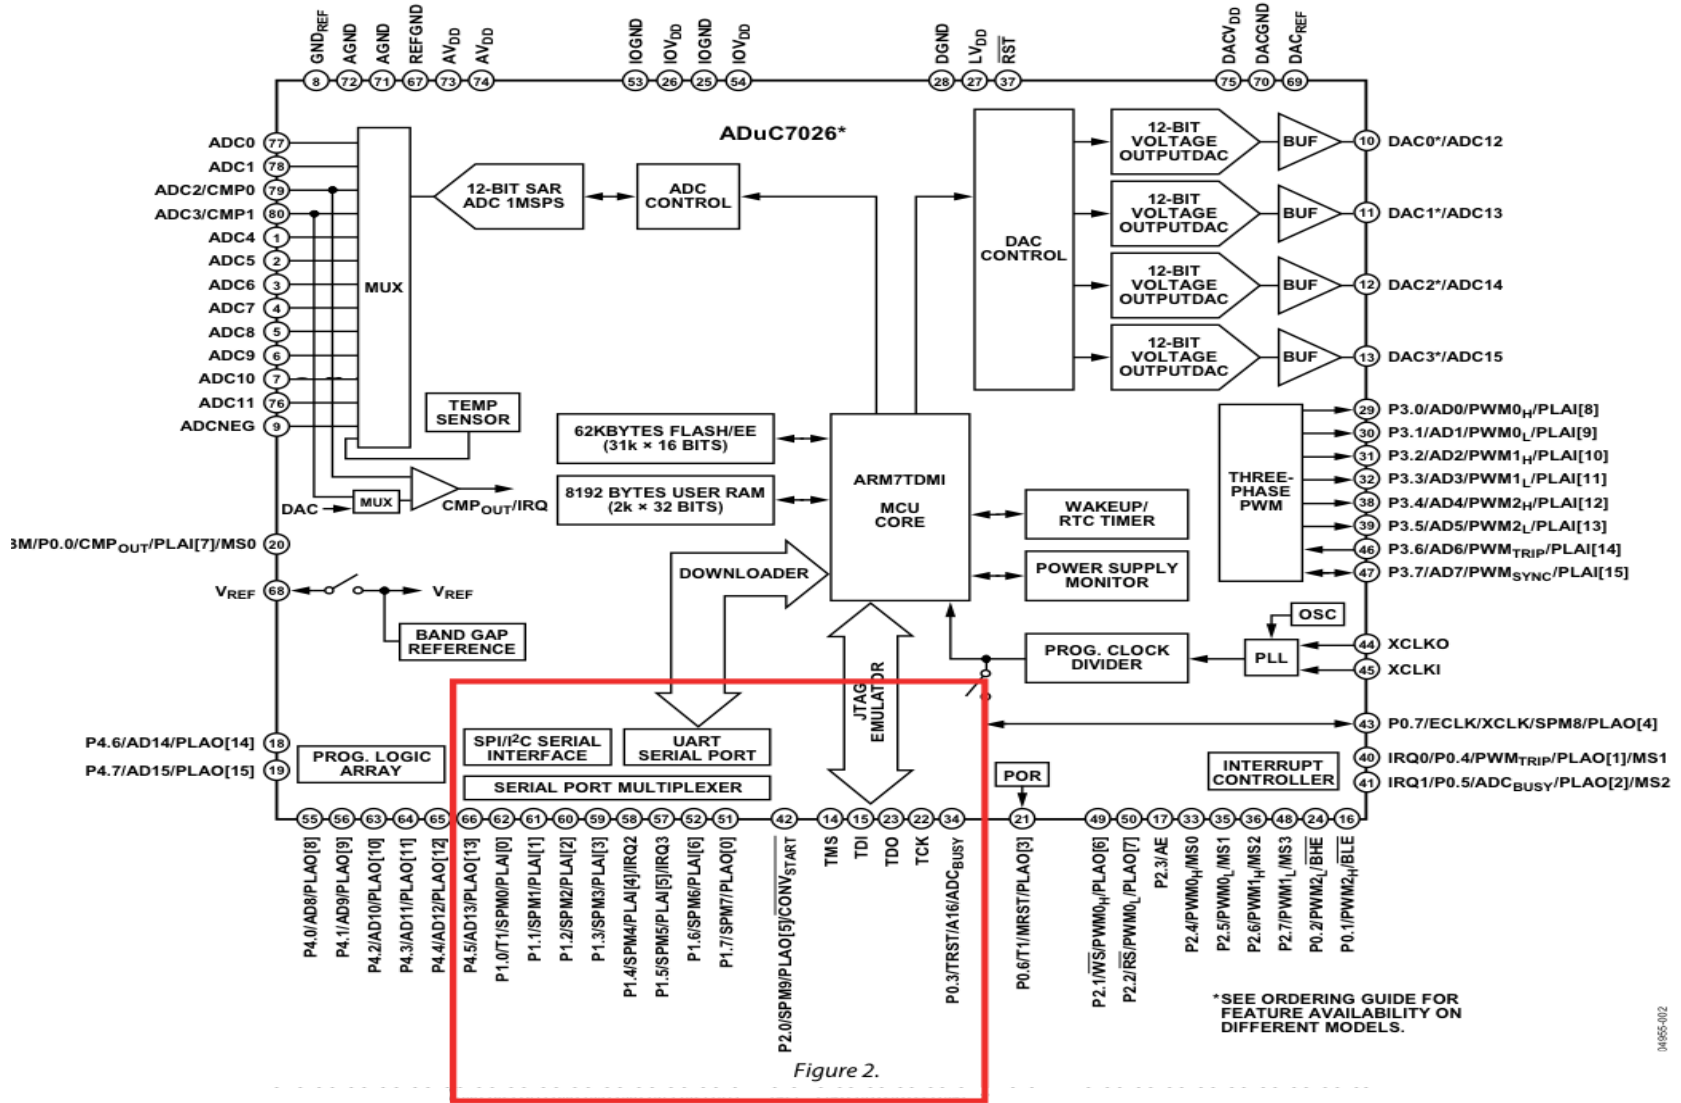 GNDREF
AGND
AGND
REFGND
AVDD
AVDD
IOGND
IOVDD
IOGND
IOVDD
DGND
LVDD
RST
DACVDD
DACGND
DACREF
8 72 71 67 73 74 53 26 25 54 28 27 37 75 70 69
ADuC7026*
ADC0 77
ADC1 78
ADC2/CMP0 79
ADC3/CMP1 80
ADC4 1
ADC5 2
ADC6 3
ADC7 4
ADC8 5
ADC9 6
ADC10 7
ADC11 76
ADCNEG 9
MUX
12-BIT SAR
ADC 1MSPS
ADC
CONTROL
TEMP
SENSOR
DAC
MUX
CMPOUT/IRQ
3M/P0.0/CMPOUT/PLAI[7]/MS0 20
VREF 68
VREF
BAND GAP
REFERENCE
62KBYTES FLASH/EE
(31k × 16 BITS)
8192 BYTES USER RAM
(2k × 32 BITS)
DOWNLOADER
ARM7TDMI
MCU
CORE
DAC
CONTROL
12-BIT
VOLTAGE
OUTPUTDAC
BUF
10 DAC0*/ADC12
12-BIT
VOLTAGE
OUTPUTDAC
BUF
11 DAC1*/ADC13
12-BIT
VOLTAGE
OUTPUTDAC
BUF
12 DAC2*/ADC14
12-BIT
VOLTAGE
OUTPUTDAC
BUF
13 DAC3*/ADC15
THREE-
PHASE
PWM
29 P3.0/AD0/PWM0H/PLAI[8]
30 P3.1/AD1/PWM0L/PLAI[9]
31 P3.2/AD2/PWM1H/PLAI[10]
32 P3.3/AD3/PWM1L/PLAI[11]
38 P3.4/AD4/PWM2H/PLAI[12]
39 P3.5/AD5/PWM2L/PLAI[13]
46 P3.6/AD6/PWMTRIP/PLAI[14]
47 P3.7/AD7/PWMSYNC/PLAI[15]
WAKEUP/
RTC TIMER
POWER SUPPLY
MONITOR
PROG. CLOCK
DIVIDER
OSC
PLL
44 XCLKO
45 XCLKI
43 P0.7/ECLK/XCLK/SPM8/PLAO[4]
40 IRQ0/P0.4/PWMTRIP/PLAO[1]/MS1
41 IRQ1/P0.5/ADCBUSY/PLAO[2]/MS2
INTERRUPT
CONTROLLER
POR
JTAG
EMULATOR
P4.6/AD14/PLAO[14] 18
P4.7/AD15/PLAO[15] 19
PROG. LOGIC
ARRAY
SPI/I2C SERIAL
INTERFACE
UART
SERIAL PORT
SERIAL PORT MULTIPLEXER
55 56 63 64 65 66 62 61 60 59 58 57 52 51 42 14 15 23 22 34 21 49 50 17 33 35 36 48 24 16
P4.0/AD8/PLAO[8]
P4.1/AD9/PLAO[9]
P4.2/AD10/PLAO[10]
P4.3/AD11/PLAO[11]
P4.4/AD12/PLAO[12]
P4.5/AD13/PLAO[13]
P1.0/T1/SPM0/PLAI[0]
P1.1/SPM1/PLAI[1]
P1.2/SPM2/PLAI[2]
P1.3/SPM3/PLAI[3]
P1.4/SPM4/PLAI[4]/IRQ2
P1.5/SPM5/PLAI[5]/IRQ3
P1.6/SPM6/PLAI[6]
P1.7/SPM7/PLAO[0]
P2.0/SPM9/PLAO[5]/CONVSTART
TMS
TDI
TDO
TCK
P0.3/TRST/A16/ADCBUSY
P0.6/T1/MRST/PLAO[3]
P2.1/WS/PWM0H/PLAO[6]
P2.2/RS/PWM0L/PLAO[7]
P2.3/AE
P2.4/PWM0H/MS0
P2.5/PWM0L/MS1
P2.6/PWM1H/MS2
P2.7/PWM1L/MS3
P0.2/PWM2L/BHE
P0.1/PWM2H/BLE
*SEE ORDERING GUIDE FOR
FEATURE AVAILABILITY ON
DIFFERENT MODELS.
04955-002
Figure 2.